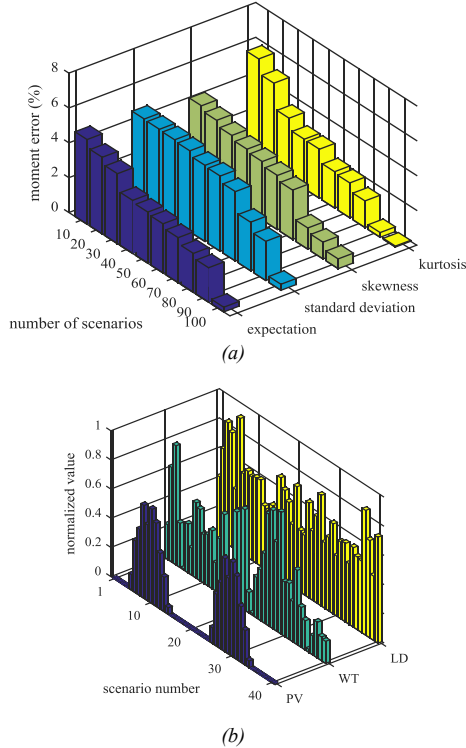 8
6
4
2
0
moment error (%)
10
20
30
40
50
60
70
80
90
100
number of scenarios
kurtosis
skewness
standard deviation
expectation
(a)
1
0.8
0.6
0.4
0.2
0
normalized value
1
10
20
30
40
scenario number
LD
WT
PV
(b)